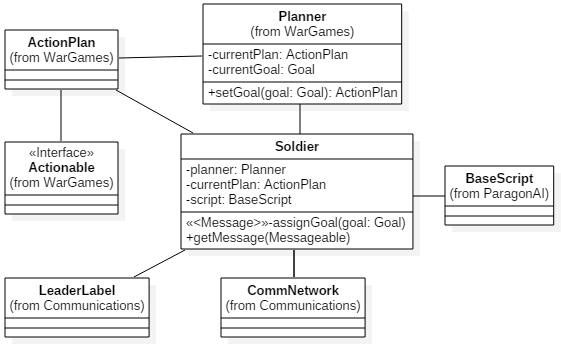 Planner
(from WarGames)
-currentPlan: ActionPlan
-currentGoal: Goal
+setGoal(goal: Goal): ActionPlan
ActionPlan
(from WarGames)
«Interface»
Actionable
(from WarGames)
Soldier
-planner: Planner
-currentPlan: ActionPlan
-script: BaseScript
«<Message>»-assignGoal(goal: Goal)
+getMessage(Messageable)
BaseScript
(from ParagonAI)
LeaderLabel
(from Communications)
CommNetwork
(from Communications)